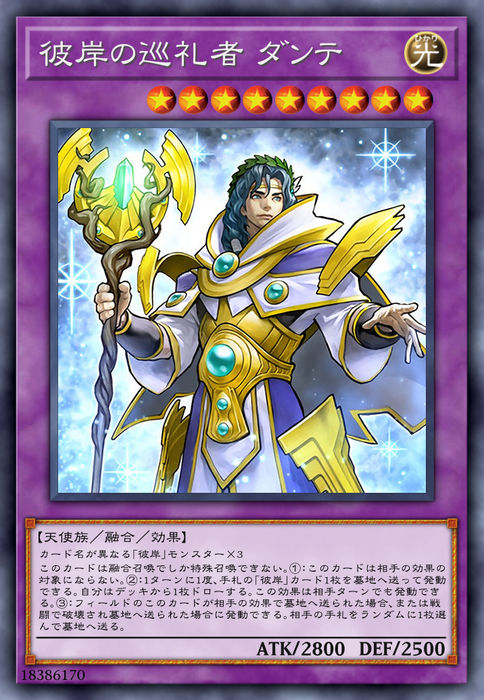 彼岸の巡礼者 ダンテ
ひかり
光
【天使族／融合／効果】
カード名が異なる「彼岸」モンスター×3
このカードは融合召喚でしか特殊召喚できない。①:このカードは相手の効果の
対象にならない。②:1ターンに1度、手札の「彼岸」カード1枚を墓地へ送って発動
できる。自分はデッキから1枚ドローする。この効果は相手ターンでも発動でき
る。③:フィールドのこのカードが相手の効果で墓地へ送られた場合、または戦
闘で破壊され墓地へ送られた場合に発動できる。相手の手札をランダムに1枚選
んで墓地へ送る。
ATK/2800 DEF/2500
18386170